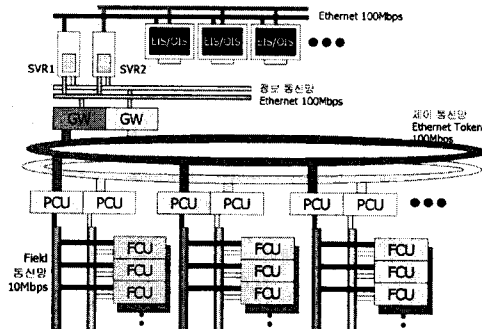 Ethernet 100Mbps
EIS/OIS EIS/OIS EIS/OIS
SVR1 SVR2
정보 통신망
Ethernet 100Mbps
GW GW
제어 통신망
Ethernet Token
100Mbps
PCU PCU PCU PCU PCU PCU
Field
통신망
10Mbps
FCU FCU FCU
FCU FCU FCU
FCU FCU FCU